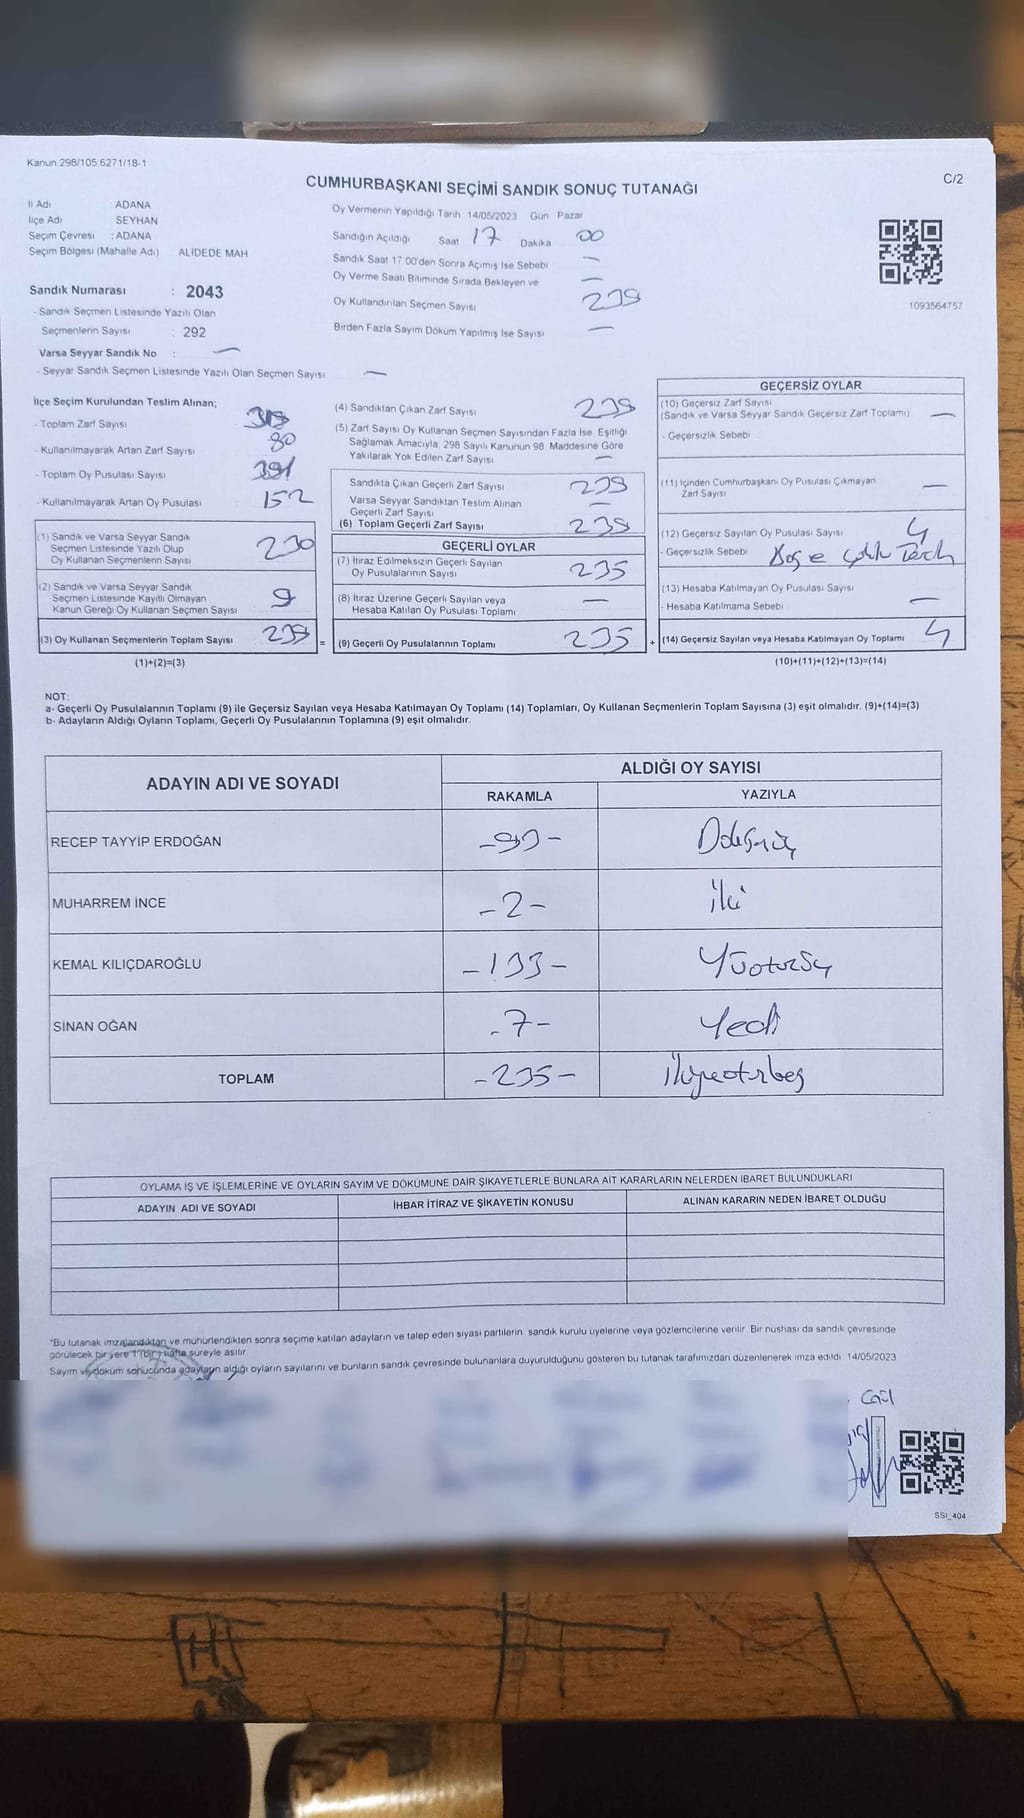 Kanun.298/105 6271/18-1
C/2
CUMHURBAŞKANI SEÇİMİ SANDIK SONUÇ TUTANAĞI
İl Adı ADANA
İlçe Adı SEYHAN
Seçim Çevresi : ADANA
Seçim Bölgesi (Mahalle Adı) ALİDEDE MAH
Oy Vermenin Yapıldığı Tarih 14/05/2023 Gün Pazar
Sandığın Açıldığı Saat 17 Dakika 00
Sandık Saat 17 00'den Sonra Açımış İse Sebebi —
Oy Verme Saati Bitiminde Sırada Bekleyen ve —
Oy Kullandırılan Seçmen Sayısı 239
Birden Fazla Sayım Döküm Yapılmış İse Sayısı —
1093564757
Sandık Numarası : 2043
- Sandık Seçmen Listesinde Yazılı Olan
Seçmenlerin Sayısı : 292
Varsa Seyyar Sandık No : —
- Seyyar Sandık Seçmen Listesinde Yazılı Olan Seçmen Sayısı —
İlçe Seçim Kurulundan Teslim Alınan;
- Toplam Zarf Sayısı
- Kullanılmayarak Artan Zarf Sayısı 80
- Toplam Oy Pusulası Sayısı 391
- Kullanılmayarak Artan Oy Pusulası 152
(1) Sandık ve Varsa Seyyar Sandık
Seçmen Listesinde Yazılı Olup
Oy Kullanan Seçmenlerin Sayısı 230
(2) Sandık ve Varsa Seyyar Sandık
Seçmen Listesinde Kayıtlı Olmayan
Kanun Gereği Oy Kullanan Seçmen Sayısı 9
(3) Oy Kullanan Seçmenlerin Toplam Sayısı 239 =
(1)+(2)=(3)
(4) Sandıktan Çıkan Zarf Sayısı 239
(5) Zarf Sayısı Oy Kullanan Seçmen Sayısından Fazla İse, Eşitliği
Sağlamak Amacıyla, 298 Sayılı Kanunun 98. Maddesine Göre
Yakılarak Yok Edilen Zarf Sayısı —
Sandıkta Çıkan Geçerli Zarf Sayısı 239
Varsa Seyyar Sandıktan Teslim Alınan
Geçerli Zarf Sayısı —
(6) Toplam Geçerli Zarf Sayısı 239
GEÇERLİ OYLAR
(7) İtiraz Edilmeksizin Geçerli Sayılan
Oy Pusulalarının Sayısı 235
(8) İtiraz Üzerine Geçerli Sayılan veya
Hesaba Katılan Oy Pusulası Toplamı —
(9) Geçerli Oy Pusulalarının Toplamı 235 +
GEÇERSİZ OYLAR
(10) Geçersiz Zarf Sayısı
(Sandık ve Varsa Seyyar Sandık Geçersiz Zarf Toplamı) —
- Geçersizlik Sebebi
(11) İçinden Cumhurbaşkanı Oy Pusulası Çıkmayan
Zarf Sayısı —
(12) Geçersiz Sayılan Oy Pusulası Sayısı 4
- Geçersizlik Sebebi Boş ve Çoklu Tercih
(13) Hesaba Katılmayan Oy Pusulası Sayısı
- Hesaba Katılmama Sebebi —
(14) Geçersiz Sayılan veya Hesaba Katılmayan Oy Toplamı 4
(10)+(11)+(12)+(13)=(14)
NOT:
a- Geçerli Oy Pusulalarının Toplamı (9) ile Geçersiz Sayılan veya Hesaba Katılmayan Oy Toplamı (14) Toplamları, Oy Kullanan Seçmenlerin Toplam Sayısına (3) eşit olmalıdır. (9)+(14)=(3)
b- Adayların Aldığı Oyların Toplamı, Geçerli Oy Pusulalarının Toplamına (9) eşit olmalıdır.
ADAYIN ADI VE SOYADI ALDIĞI OY SAYISI
RAKAMLA YAZIYLA
RECEP TAYYİP ERDOĞAN -93- Doksanüç
MUHARREM İNCE -2- İki
KEMAL KILIÇDAROĞLU -133- Yüzotuzüç
SİNAN OĞAN -7- Yedi
TOPLAM -235- İkiyüzotuzbeş
OYLAMA İŞ VE İŞLEMLERİNE VE OYLARIN SAYIM VE DÖKÜMÜNE DAİR ŞİKAYETLERLE BUNLARA AİT KARARLARIN NELERDEN İBARET BULUNDUKLARI
ADAYIN ADI VE SOYADI İHBAR İTİRAZ VE ŞİKAYETİN KONUSU ALINAN KARARIN NEDEN İBARET OLDUĞU
*Bu tutanak imzalandıktan ve mühürlendikten sonra seçime katılan adayların ve talep eden siyasi partilerin sandık kurulu üyelerine veya gözlemcilerine verilir. Bir nüshası da sandık çevresinde
görülecek bir yere 1 (bir) hafta süreyle asılır.
Sayım ve döküm sonucunda adayların aldığı oyların sayılarını ve bunların sandık çevresinde bulunanlara duyurulduğunu gösteren bu tutanak tarafımızdan düzenlenerek imza edildi 14/05/2023
SSI_404
H